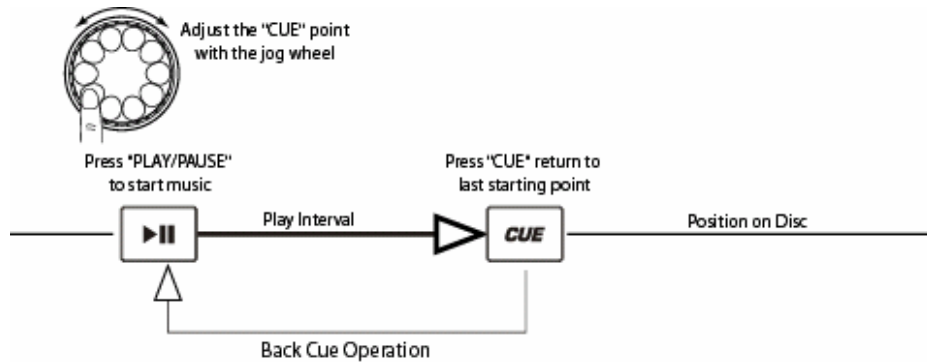 Adjust the "CUE" point
with the jog wheel
Press "PLAY/PAUSE"
to start music
Press "CUE" return to
last starting point
Play Interval
CUE
Position on Disc
Back Cue Operation